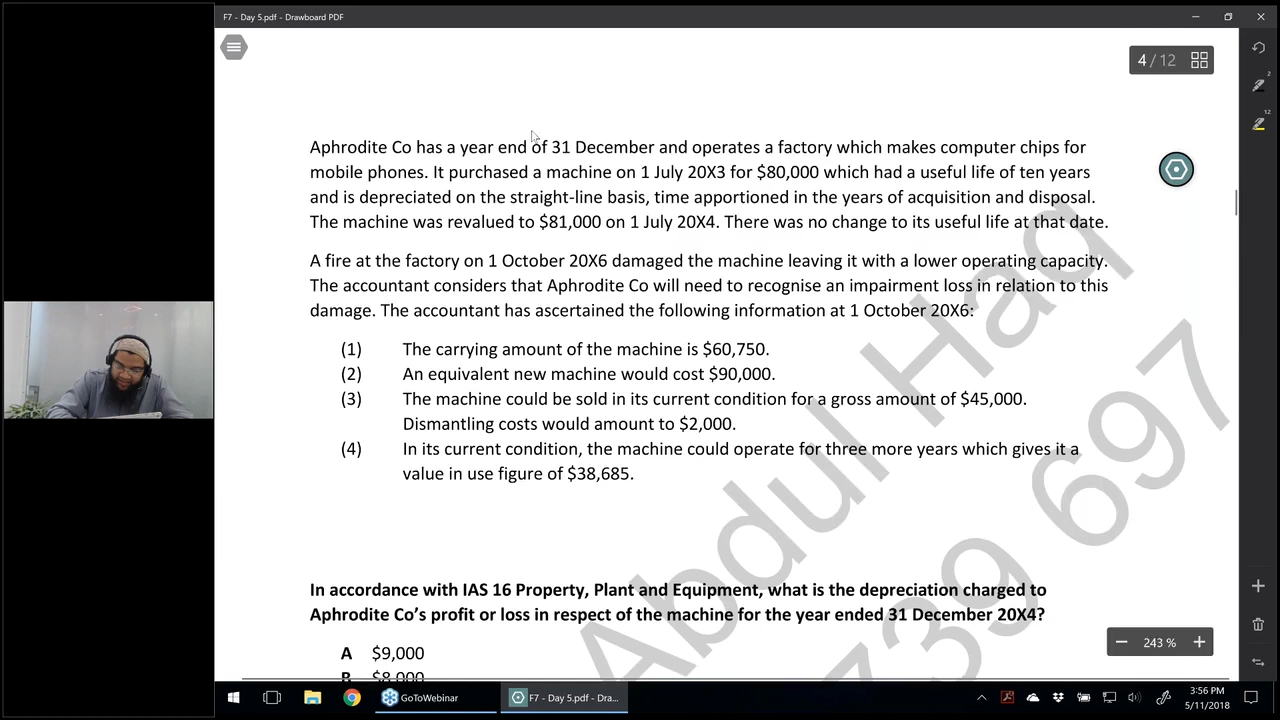 F7 - Day 5.pdf - Drawboard PDF
4 / 12
2
12
Aphrodite Co has a year end of 31 December and operates a factory which makes computer chips for
mobile phones. It purchased a machine on 1 July 20X3 for $80,000 which had a useful life of ten years
and is depreciated on the straight-line basis, time apportioned in the years of acquisition and disposal.
The machine was revalued to $81,000 on 1 July 20X4. There was no change to its useful life at that date.
A fire at the factory on 1 October 20X6 damaged the machine leaving it with a lower operating capacity.
The accountant considers that Aphrodite Co will need to recognise an impairment loss in relation to this
damage. The accountant has ascertained the following information at 1 October 20X6:
(1) The carrying amount of the machine is $60,750.
(2) An equivalent new machine would cost $90,000.
(3) The machine could be sold in its current condition for a gross amount of $45,000.
Dismantling costs would amount to $2,000.
(4) In its current condition, the machine could operate for three more years which gives it a
value in use figure of $38,685.
In accordance with IAS 16 Property, Plant and Equipment, what is the depreciation charged to
Aphrodite Co's profit or loss in respect of the machine for the year ended 31 December 20X4?
A $9,000
B $8,000
Abdul Haq
739 697
243 %
GoToWebinar
F7 - Day 5.pdf - Dra...
3:56 PM
5/11/2018